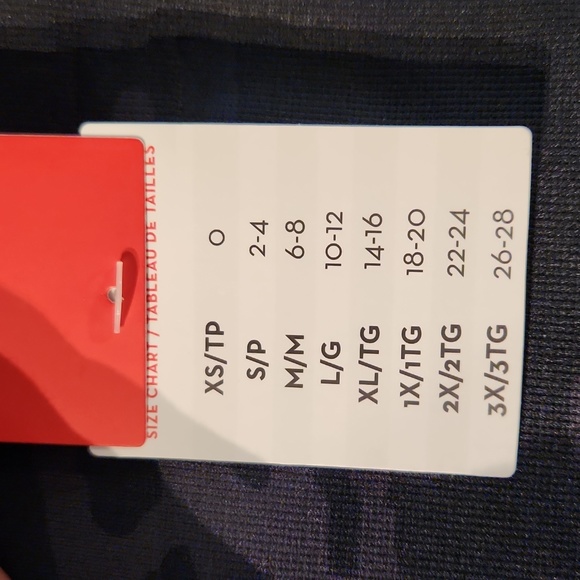 SIZE CHART / TABLEAU DE TAILLES
XS/TP 0
S/P 2-4
M/M 6-8
L/G 10-12
XL/TG 14-16
1X/1TG 18-20
2X/2TG 22-24
3X/3TG 26-28